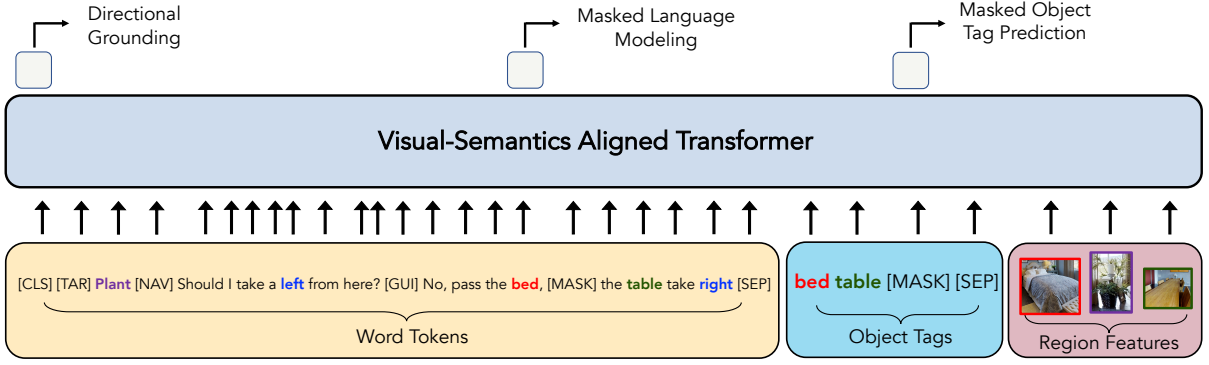 Directional
Grounding
Masked Language
Modeling
Masked Object
Tag Prediction
Visual-Semantics Aligned Transformer
[CLS] [TAR] Plant [NAV] Should I take a left from here? [GUI] No, pass the bed, [MASK] the table take right [SEP]
Word Tokens
bed table [MASK] [SEP]
Object Tags
Region Features